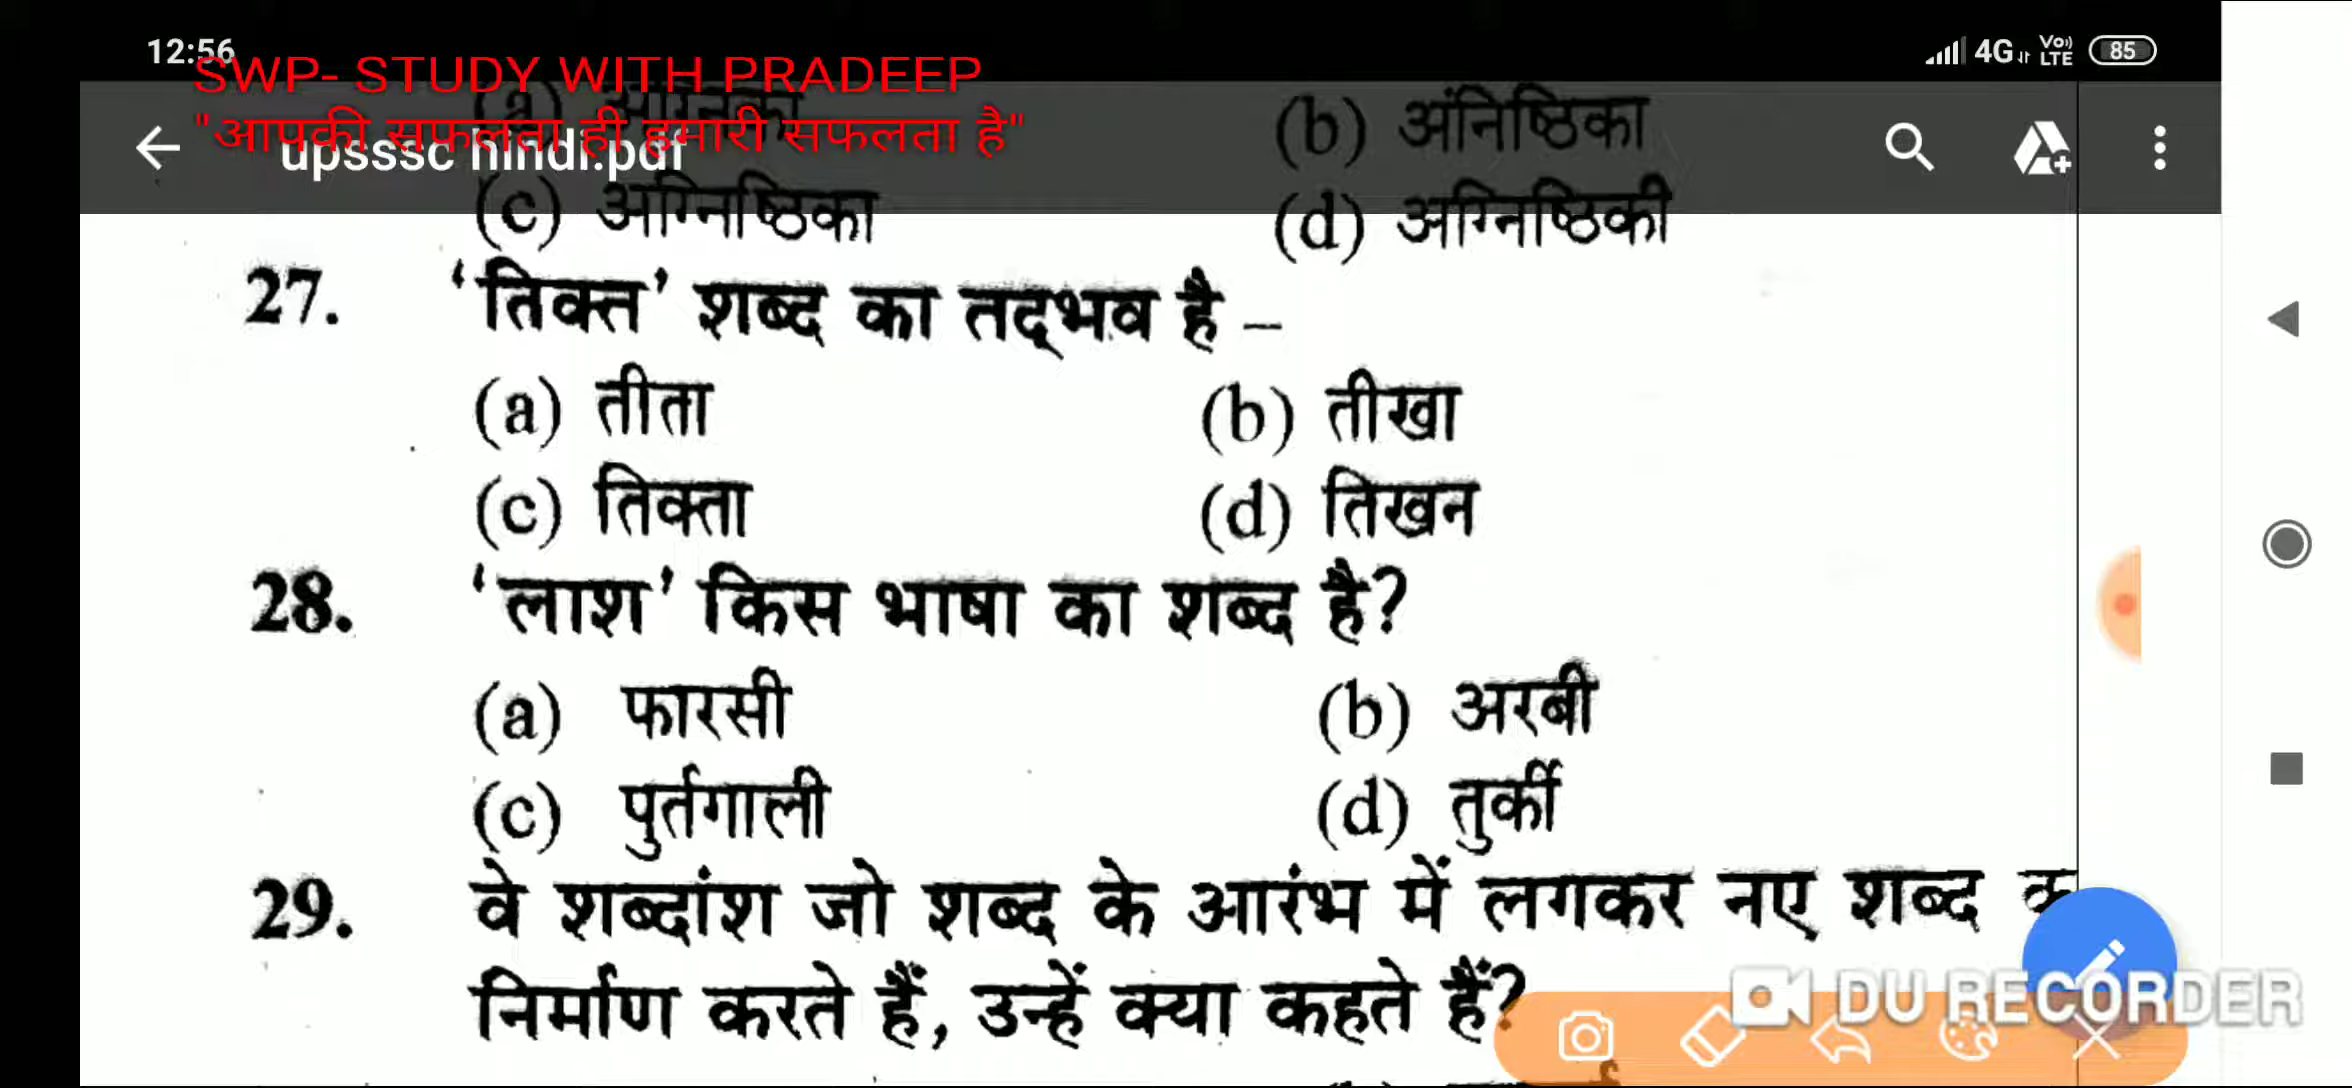 12:56
4G Vo) LTE 85
SWP- STUDY WITH PRADEEP
"आपकी सफलता ही हमारी सफलता है"
upsssc hindi.pdf
(a)
(b) अंनिष्ठिका
(c) अग्निष्ठिका
(d) अग्निष्ठिकी
27. 'तिक्त' शब्द का तद्भव है –
(a) तीता
(b) तीखा
(c) तिक्ता
(d) तिखन
28. 'लाश' किस भाषा का शब्द है?
(a) फारसी
(b) अरबी
(c) पुर्तगाली
(d) तुर्की
29. वे शब्दांश जो शब्द के आरंभ में लगकर नए शब्द
निर्माण करते हैं, उन्हें क्या कहते हैं?
DU RECORDER